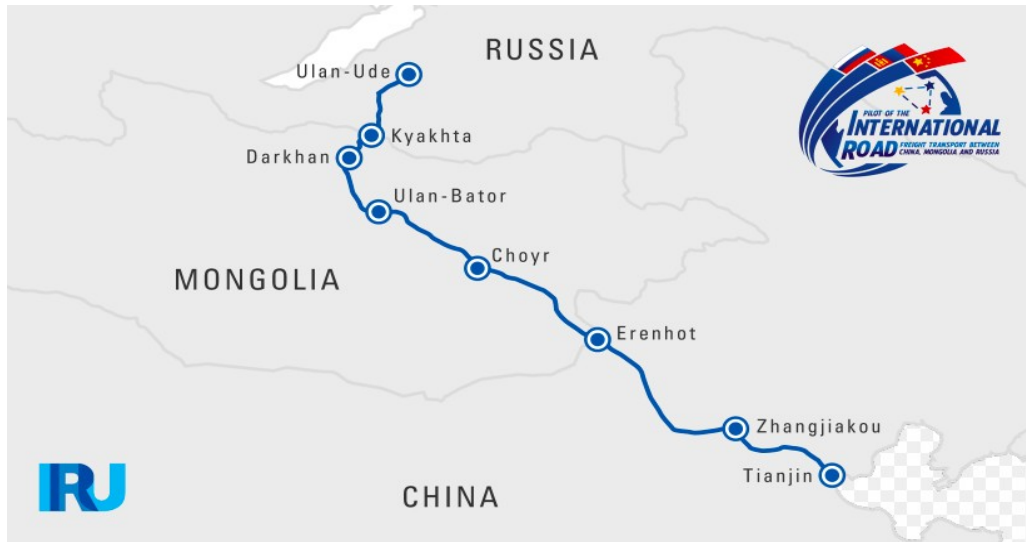 RUSSIA
Ulan-Ude
Kyakhta
Darkhan
Ulan-Bator
Choyr
MONGOLIA
Erenhot
Zhangjiakou
Tianjin
CHINA
PILOT OF THE
INTERNATIONAL
ROAD FREIGHT TRANSPORT BETWEEN
CHINA, MONGOLIA AND RUSSIA
IRU